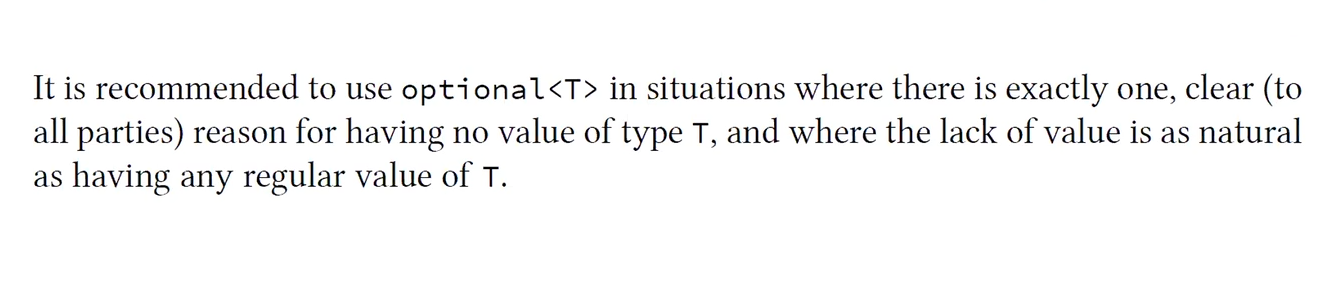 It is recommended to use optional<T> in situations where there is exactly one, clear (to
all parties) reason for having no value of type T, and where the lack of value is as natural
as having any regular value of T.